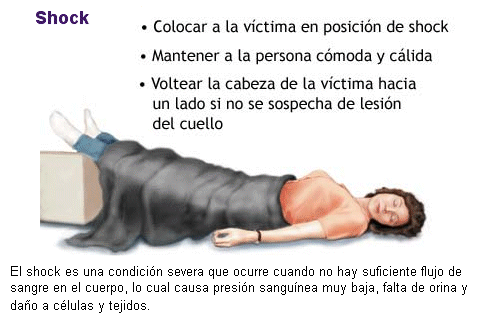 Shock
• Colocar a la víctima en posición de shock
• Mantener a la persona cómoda y cálida
• Voltear la cabeza de la víctima hacia
un lado si no se sospecha de lesión
del cuello
El shock es una condición severa que ocurre cuando no hay suficiente flujo de
sangre en el cuerpo, lo cual causa presión sanguínea muy baja, falta de orina y
daño a células y tejidos.